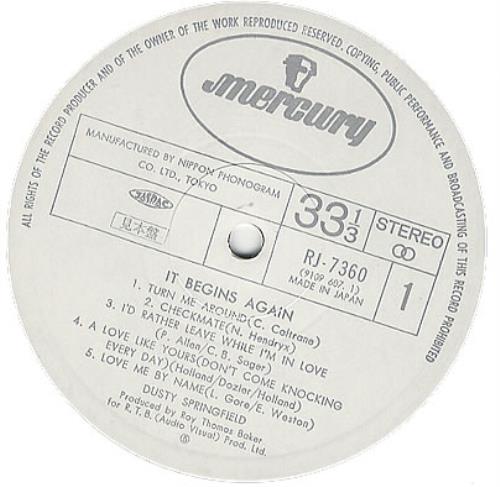 ALL RIGHTS OF THE RECORD PRODUCER AND OF THE OWNER OF THE WORK REPRODUCED RESERVED. COPYING, PUBLIC PERFORMANCE AND BROADCASTING OF THIS RECORD PROHIBITED
mercury
MANUFACTURED BY NIPPON PHONOGRAM
CO. LTD., TOKYO
見本盤
33 1/3
STEREO
RJ-7360
(9109 607.1)
MADE IN JAPAN
1
IT BEGINS AGAIN
1. TURN ME AROUND(C. Coltrane)
2. CHECKMATE(N. Hendryx)
3. I'D RATHER LEAVE WHILE I'M IN LOVE
(P. Allen/C. B. Sager)
4. A LOVE LIKE YOURS(DON'T COME KNOCKING
EVERY DAY)(Holland/Dozier/Holland)
5. LOVE ME BY NAME(L. Gore/E. Weston)
DUSTY SPRINGFIELD
Produced by Roy Thomas Baker
for R.T.B.(Audio Visual) Prod. Ltd.